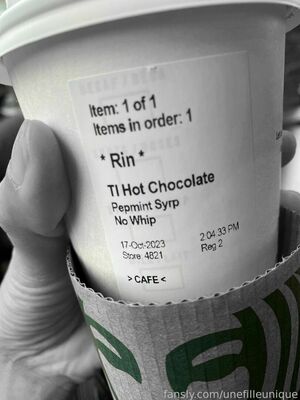 Item: 1 of 1
Items in order: 1
* Rin *
Tl Hot Chocolate
Pepmint Syrp
No Whip
17-Oct-2023 2:04:33 PM
Store: 4821 Reg 2
>CAFE<
fansly.com/unefilleunique